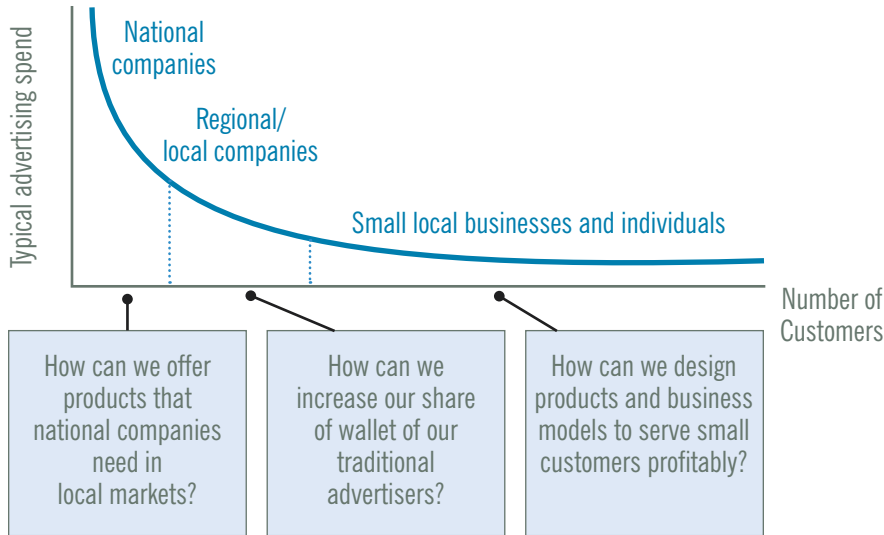 Typical advertising spend
National
companies
Regional/
local companies
Small local businesses and individuals
Number of
Customers
How can we offer
products that
national companies
need in
local markets?
How can we
increase our share
of wallet of our
traditional
advertisers?
How can we design
products and business
models to serve small
customers profitably?